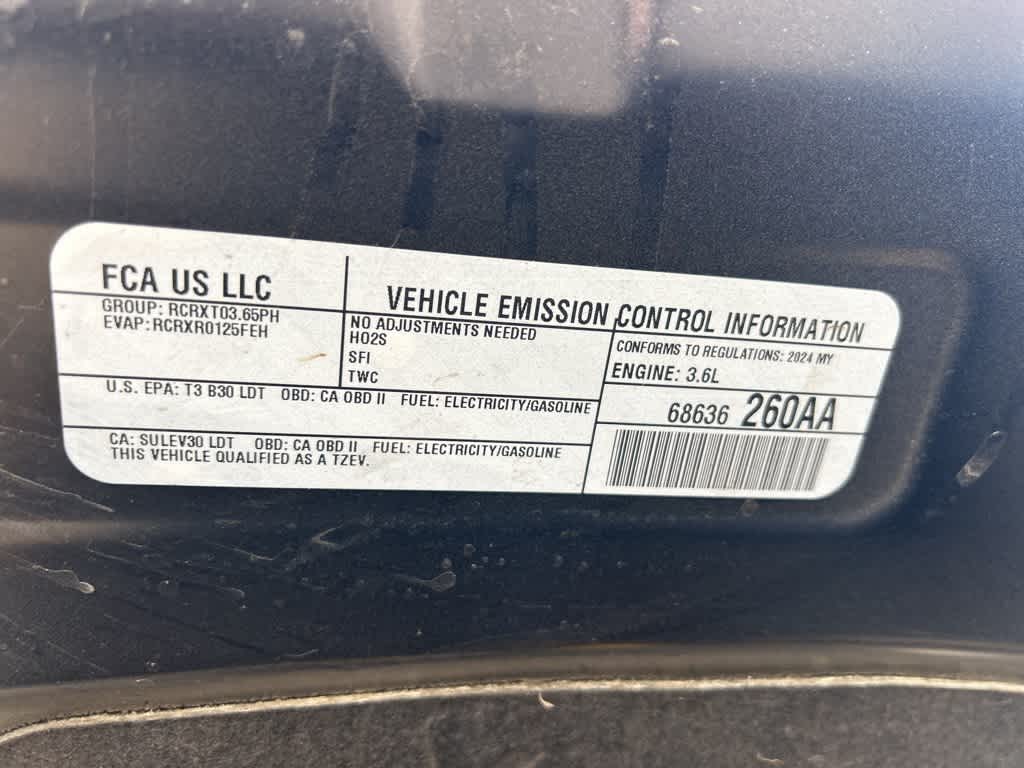 FCA US LLC
GROUP: RCRXT03.65PH
EVAP:RCRXR0125FEH
VEHICLE EMISSION CONTROL INFORMATION
NO ADJUSTMENTS NEEDED
HO2S
SFI
TWC
CONFORMS TO REGULATIONS: 2024 MY
ENGINE: 3.6L
U.S. EPA: T3 B30 LDT OBD: CA OBD II FUEL: ELECTRICITY/GASOLINE
68636 260AA
CA: SULEV30 LDT OBD: CA OBD II FUEL: ELECTRICITY/GASOLINE
THIS VEHICLE QUALIFIED AS A TZEV.